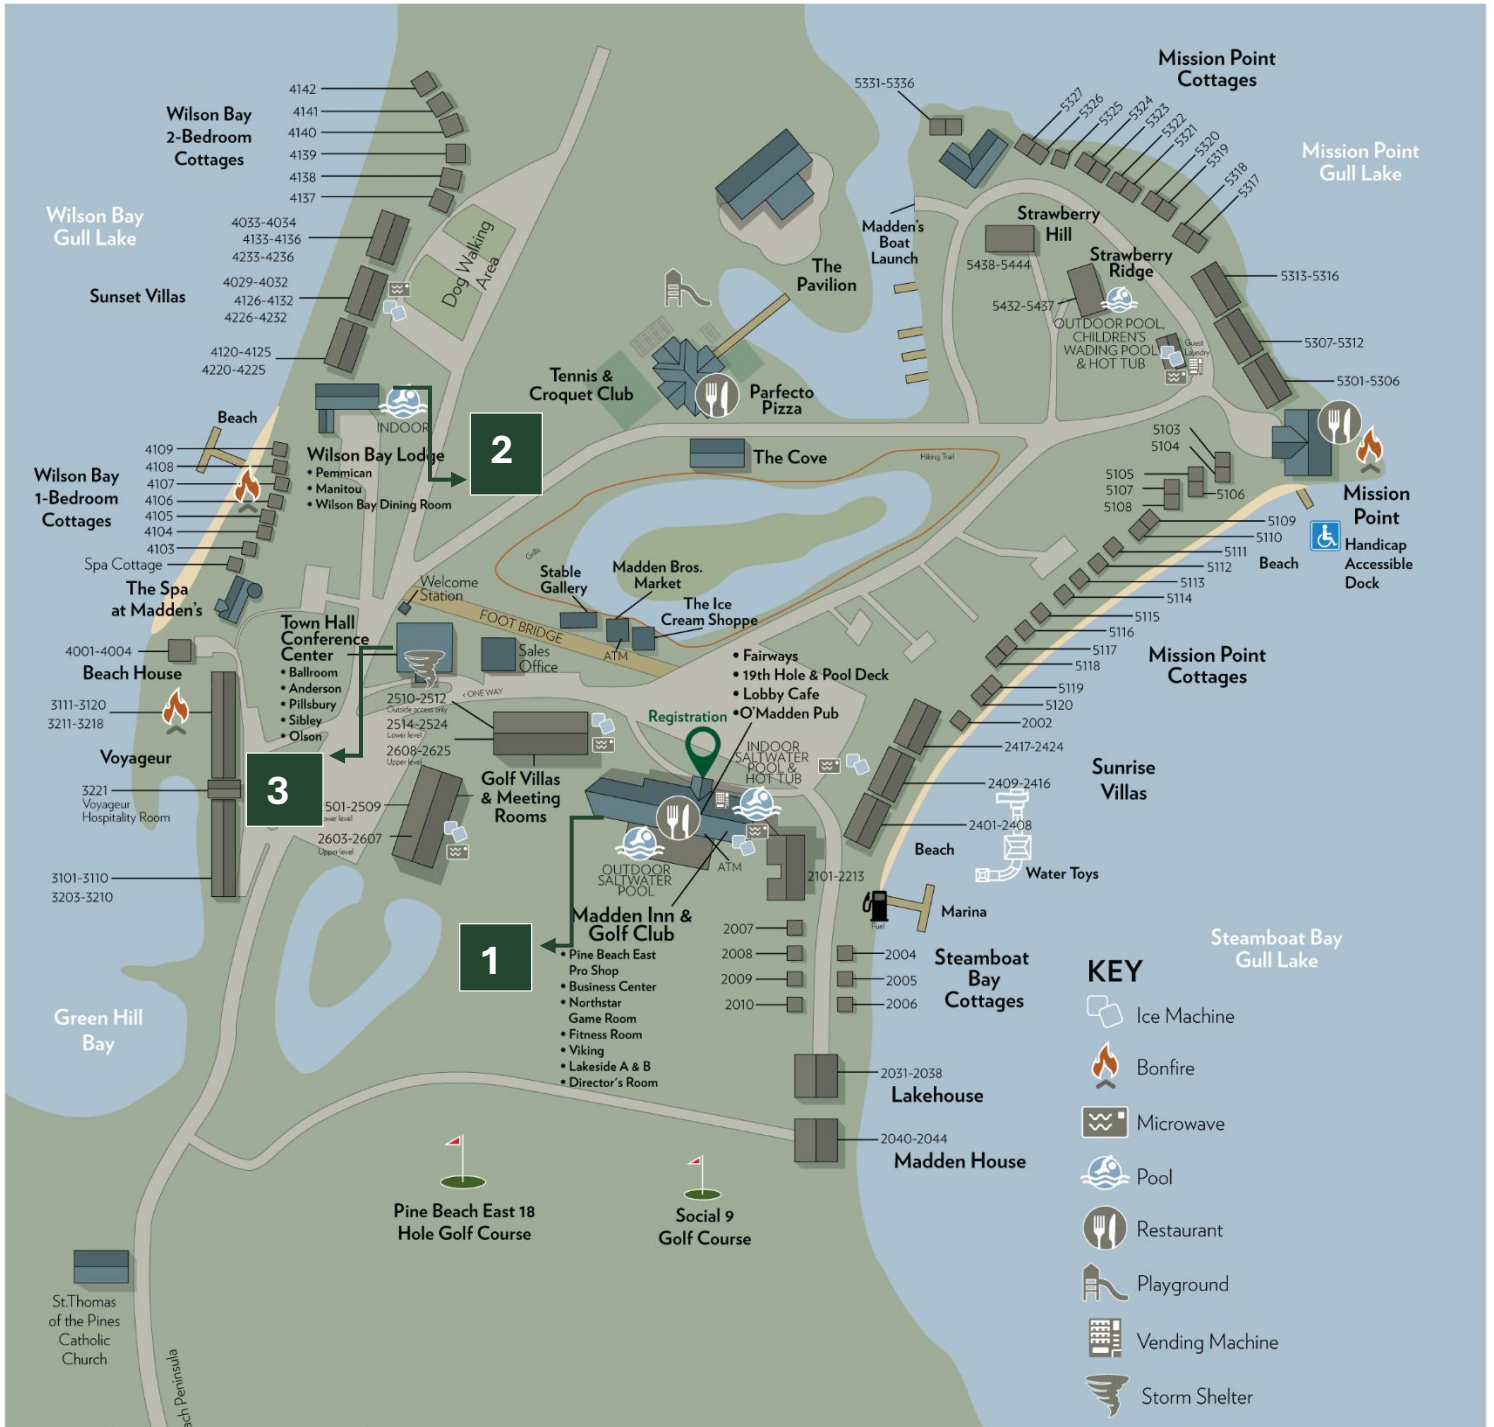 Mission Point
Cottages
5331-5336
5327
5326
5325
5324
5323
5322
5321
5320
5319
5318
5317
Mission Point
Gull Lake
4142
4141
4140
4139
4138
4137
Wilson Bay
2-Bedroom
Cottages
Wilson Bay
Gull Lake
4033-4034
4133-4136
4233-4236
Sunset Villas
4029-4032
4126-4132
4226-4232
4120-4125
4220-4225
Dog Walking
Area
The
Pavilion
Madden's
Boat
Launch
Strawberry
Hill
5438-5444
Strawberry
Ridge
5432-5437
OUTDOOR POOL,
CHILDREN'S
WADING POOL
& HOT TUB
Guest
Laundry
5313-5316
5307-5312
5301-5306
Tennis &
Croquet Club
Parfecto
Pizza
Beach
INDOOR
2
Wilson Bay Lodge
• Pemmican
• Manitou
• Wilson Bay Dining Room
4109
4108
4107
4106
4105
4104
4103
Wilson Bay
1-Bedroom
Cottages
Spa Cottage
The Spa
at Madden's
The Cove
Hiking Trail
Grills
5103
5104
5105
5107
5108
5106
Mission
Point
5109
5110
5111
5112
5113
5114
5115
5116
5117
5118
5119
5120
2002
Beach
Handicap
Accessible
Dock
Mission Point
Cottages
Welcome
Station
FOOT BRIDGE
Stable
Gallery
Madden Bros.
Market
The Ice
Cream Shoppe
ATM
Town Hall
Conference
Center
• Ballroom
• Anderson
• Pillsbury
• Sibley
• Olson
Sales
Office
4001-4004
Beach House
3111-3120
3211-3218
Voyageur
3221
Voyageur
Hospitality Room
3101-3110
3203-3210
3
< ONE WAY
2510-2512
Outside access only
2514-2524
Lower level
2608-2625
Upper level
Golf Villas
& Meeting
Rooms
501-2509
ower level
2603-2607
Upper level
• Fairways
• 19th Hole & Pool Deck
• Lobby Cafe
• O'Madden Pub
Registration
INDOOR
SALTWATER
POOL &
HOT TUB
OUTDOOR
SALTWATER
POOL
ATM
2101-2213
2417-2424
2409-2416
2401-2408
Sunrise
Villas
Beach
Water Toys
Marina
Fuel
1
Madden Inn &
Golf Club
• Pine Beach East
Pro Shop
• Business Center
• Northstar
Game Room
• Fitness Room
• Viking
• Lakeside A & B
• Director's Room
2007
2008
2009
2010
2004
2005
2006
Steamboat
Bay
Cottages
Steamboat Bay
Gull Lake
Green Hill
Bay
2031-2038
Lakehouse
2040-2044
Madden House
Pine Beach East 18
Hole Golf Course
Social 9
Golf Course
St.Thomas
of the Pines
Catholic
Church
ach Peninsula
KEY
Ice Machine
Bonfire
Microwave
Pool
Restaurant
Playground
Vending Machine
Storm Shelter